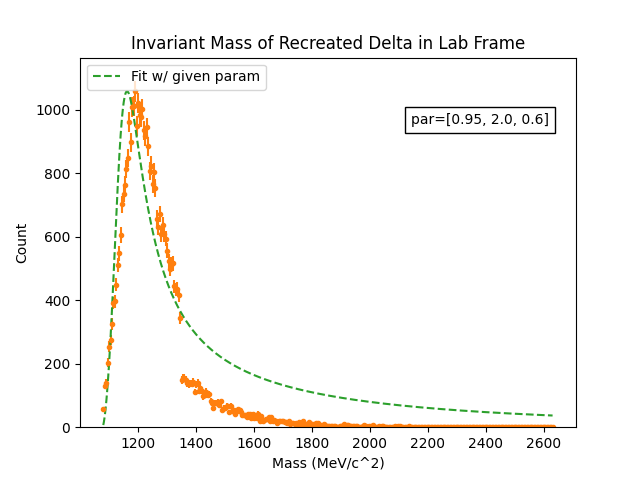 Invariant Mass of Recreated Delta in Lab Frame
Fit w/ given param
par=[0.95, 2.0, 0.6]
Count
1000
800
600
400
200
0
1200 1400 1600 1800 2000 2200 2400 2600
Mass (MeV/c^2)